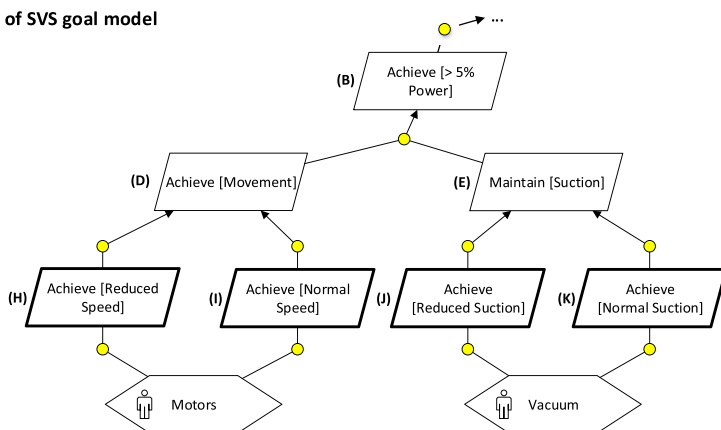 of SVS goal model
...
(B)
Achieve [> 5%
Power]
(D)
Achieve [Movement]
(E)
Maintain [Suction]
(H)
Achieve [Reduced
Speed]
(I)
Achieve [Normal
Speed]
(J)
Achieve
[Reduced Suction]
(K)
Achieve
[Normal Suction]
Motors
Vacuum